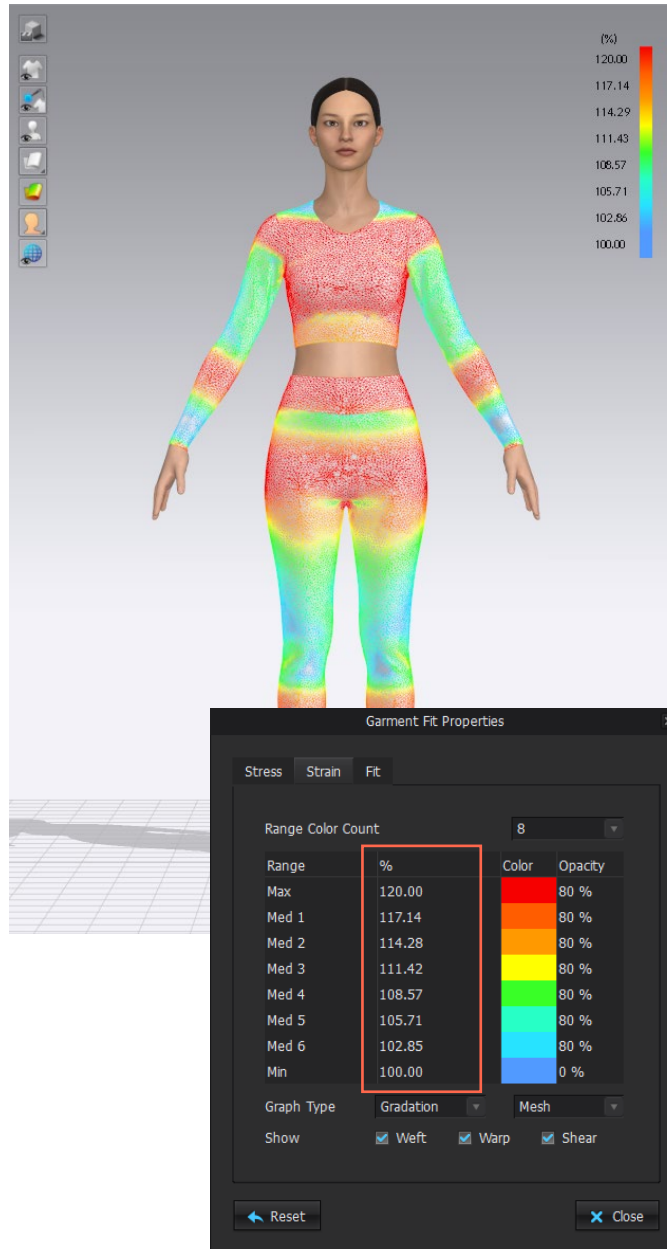 (%)
120.00
117.14
114.29
111.43
108.57
105.71
102.86
100.00
Garment Fit Properties
Stress Strain Fit
Range Color Count 8
Range % Color Opacity
Max 120.00 80 %
Med 1 117.14 80 %
Med 2 114.28 80 %
Med 3 111.42 80 %
Med 4 108.57 80 %
Med 5 105.71 80 %
Med 6 102.85 80 %
Min 100.00 0 %
Graph Type Gradation Mesh
Show Weft Warp Shear
Reset Close